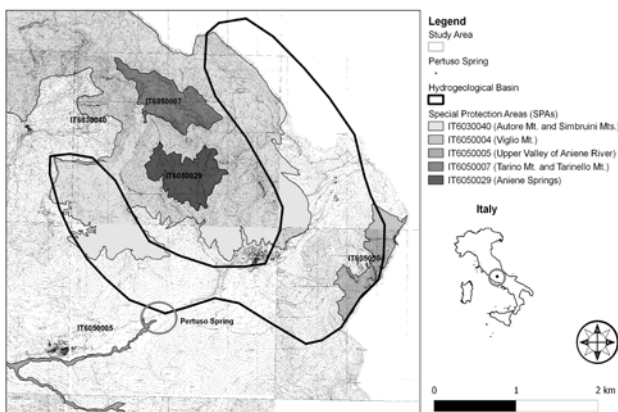 IT6050007
IT6030040
IT6050029
IT6050004
IT6050005
Pertuso Spring
Legend
Study Area
Pertuso Spring
Hydrogeological Basin
Special Protection Areas (SPAs)
IT6030040 (Autore Mt. and Simbruini Mts.)
IT6050004 (Viglio Mt.)
IT6050005 (Upper Valley of Aniene River)
IT6050007 (Tarino Mt. and Tarinello Mt.)
IT6050029 (Aniene Springs)
Italy
0 1 2 km